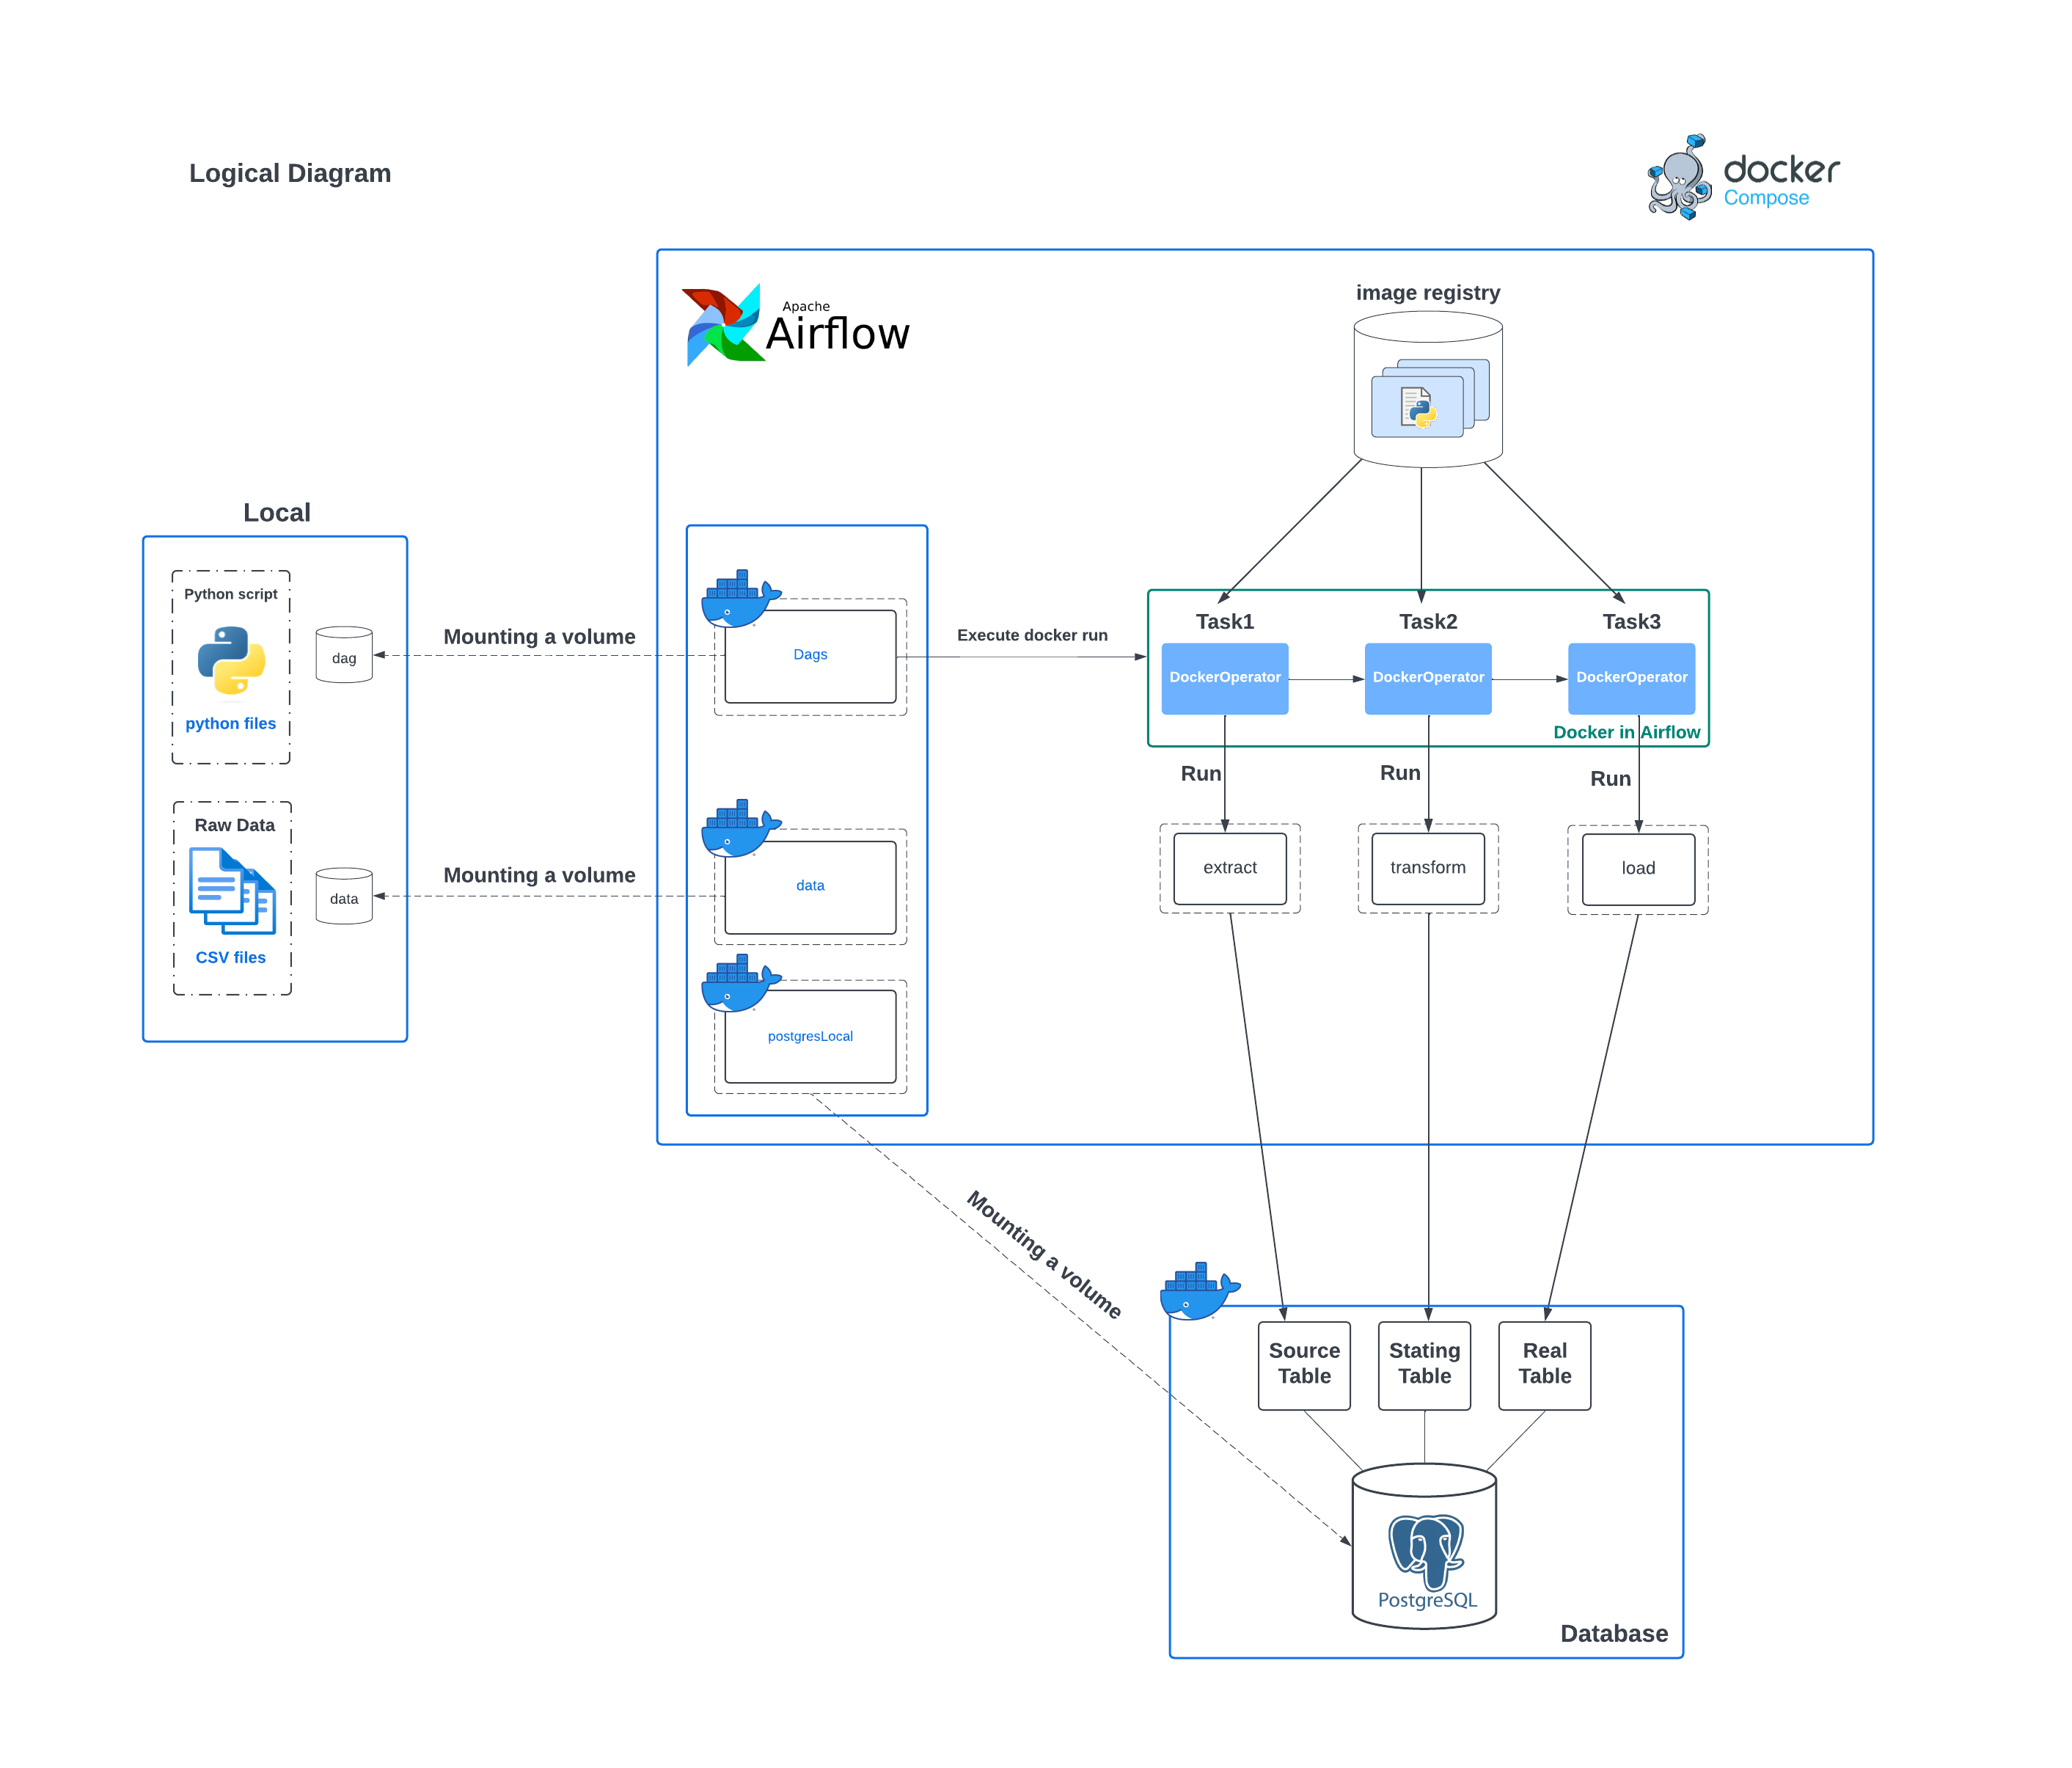 Logical Diagram
docker
Compose
Apache
Airflow
image registry
Local
Python script
python files
dag
Mounting a volume
Dags
Execute docker run
Task1
Task2
Task3
DockerOperator
DockerOperator
DockerOperator
Docker in Airflow
Run
Run
Run
Raw Data
CSV files
data
Mounting a volume
data
extract
transform
load
postgresLocal
Mounting a volume
Source
Table
Stating
Table
Real
Table
PostgreSQL
Database